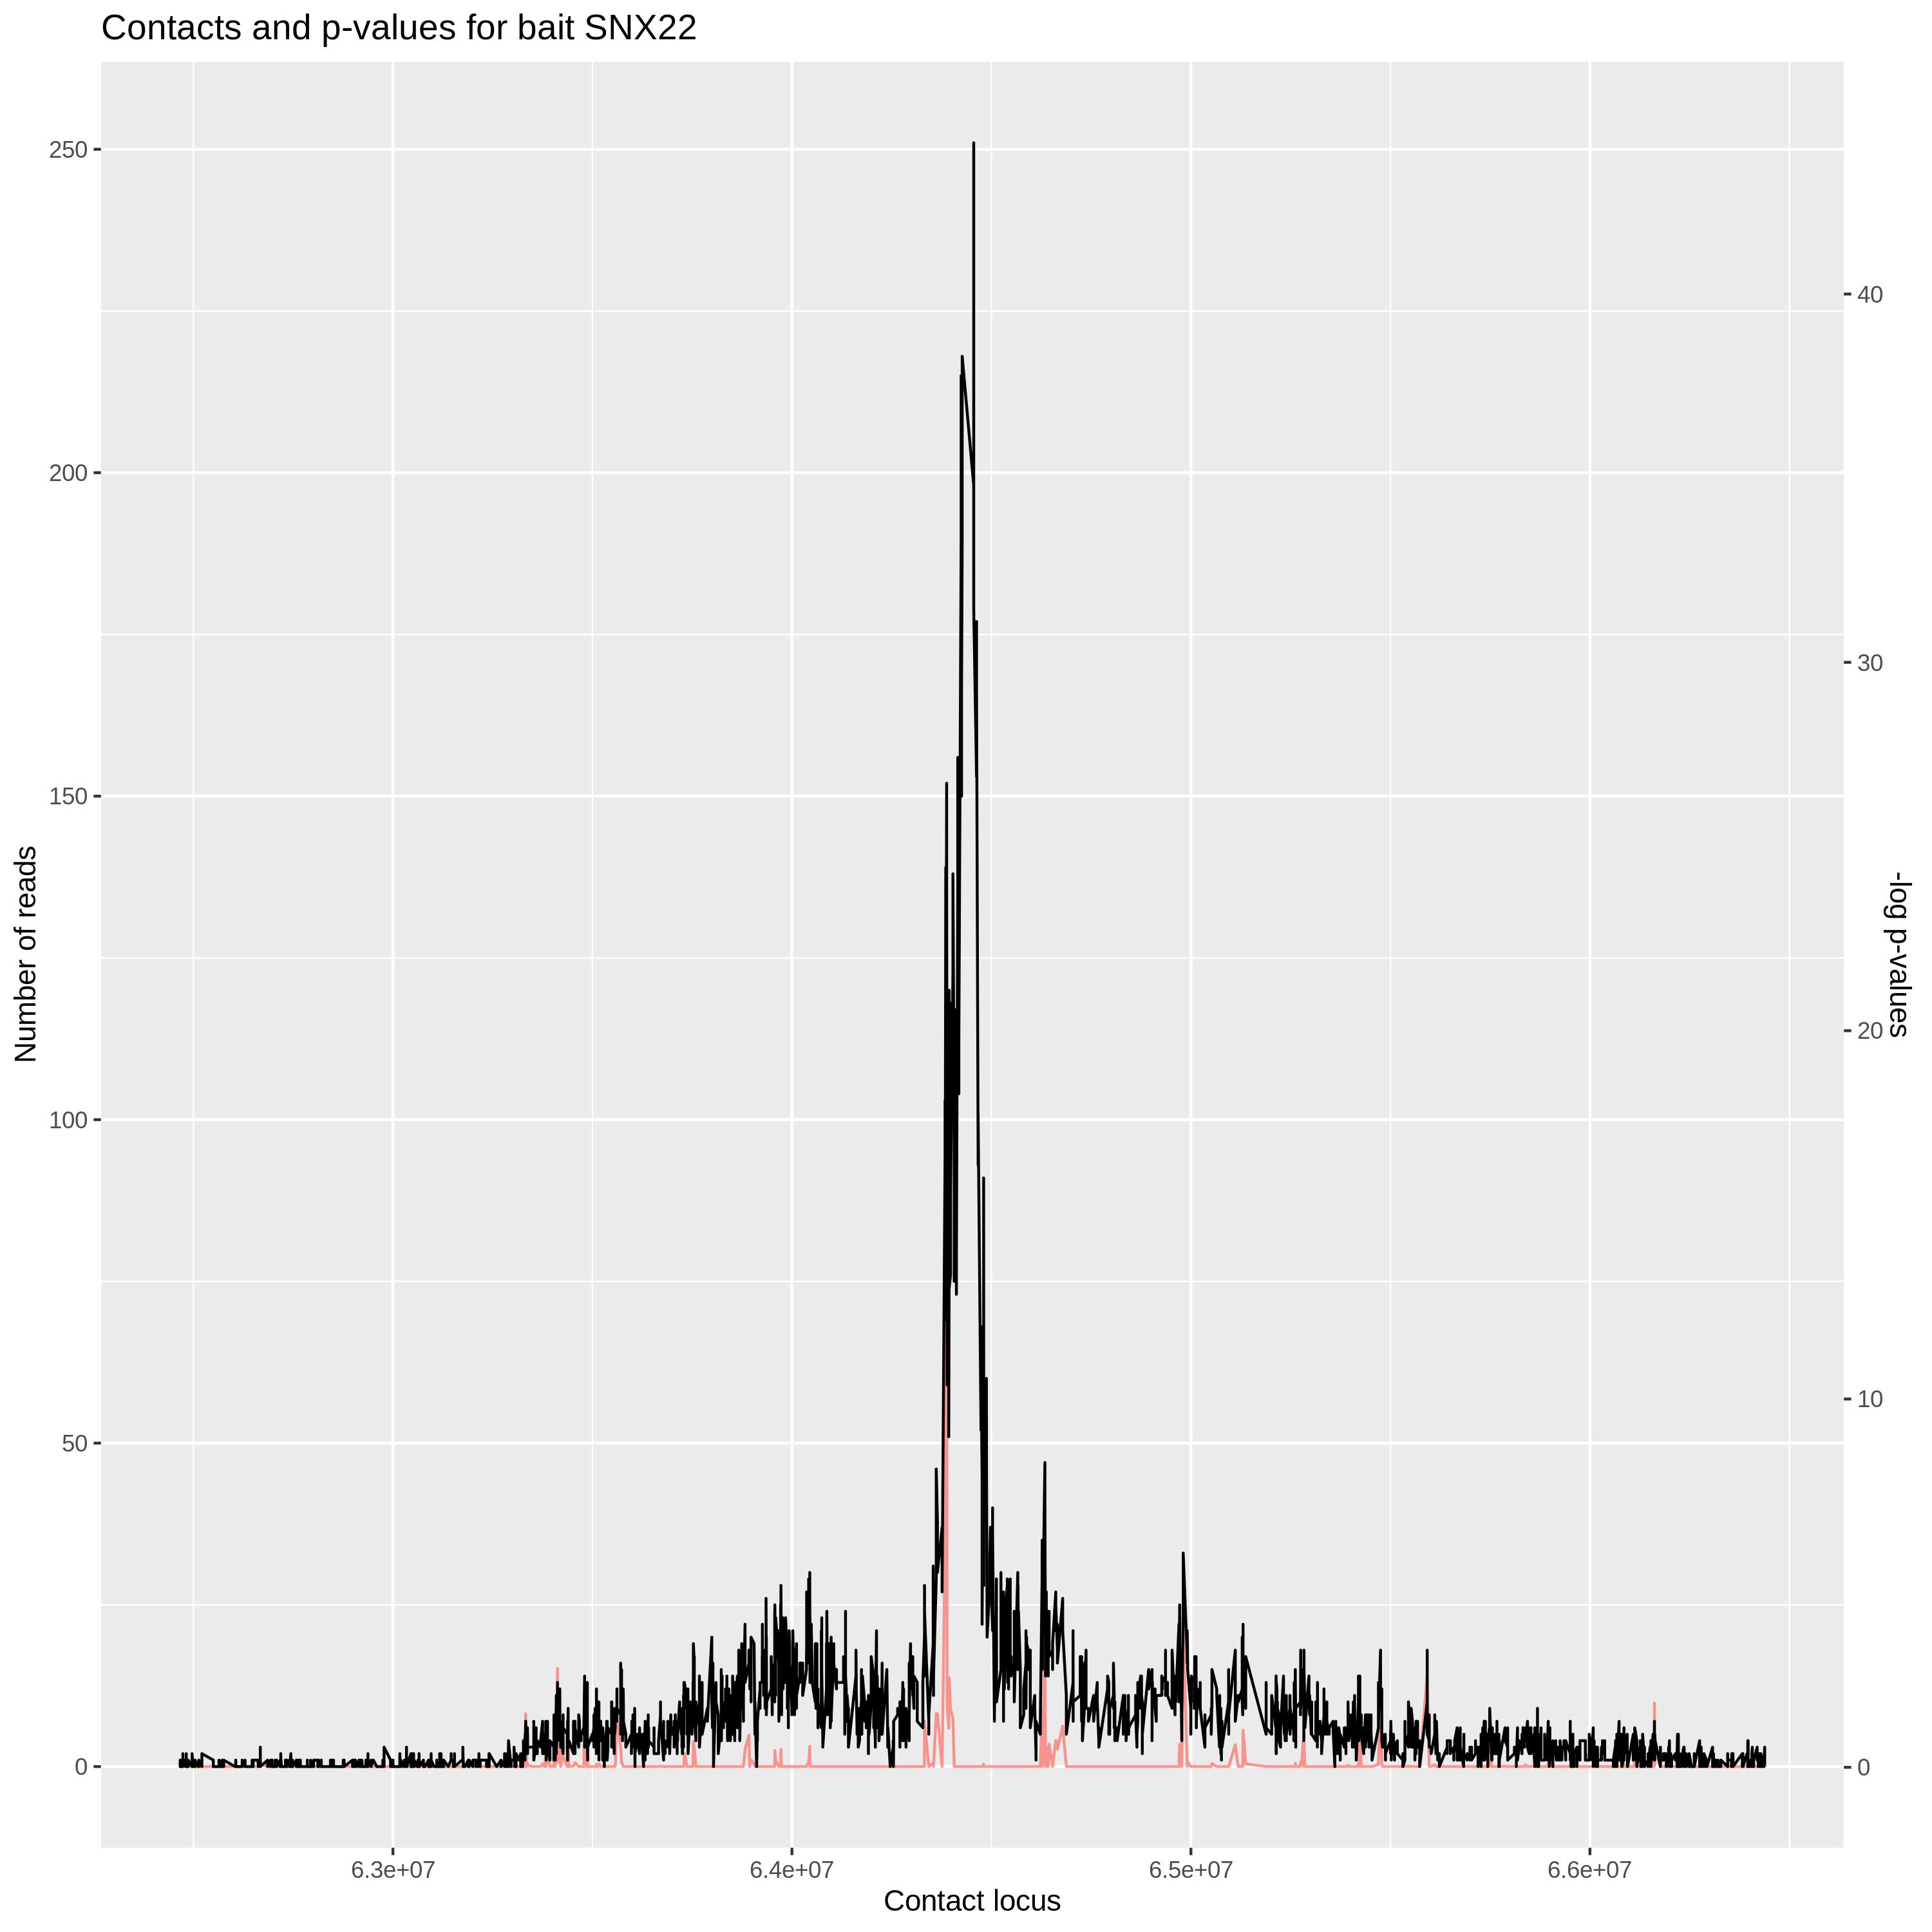 Contacts and p-values for bait SNX22
250
200
150
100
50
0
Number of reads
40
30
20
10
0
-log p-values
6.3e+07
6.4e+07
6.5e+07
6.6e+07
Contact locus